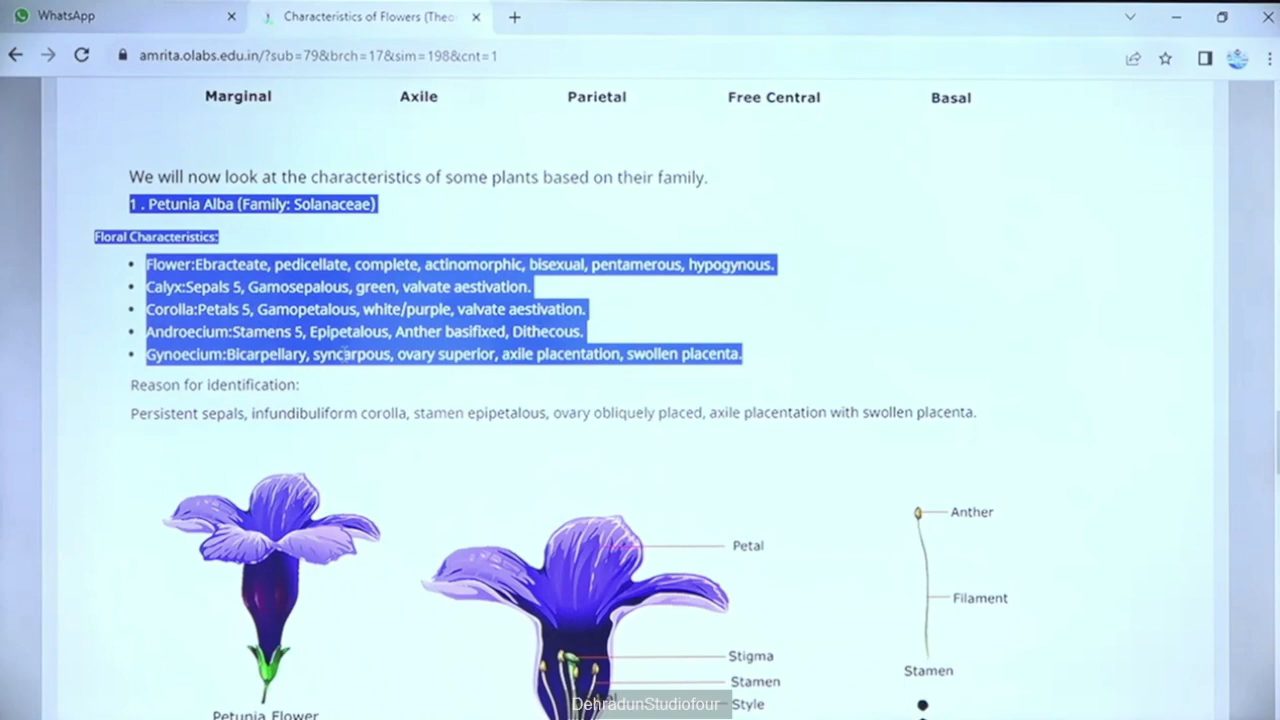 WhatsApp
Characteristics of Flowers (Theo
amrita.olabs.edu.in/?sub=79&brch=17&sim=198&cnt=1
Marginal Axile Parietal Free Central Basal
We will now look at the characteristics of some plants based on their family.
1 . Petunia Alba (Family: Solanaceae)
Floral Characteristics:
• Flower:Ebracteate, pedicellate, complete, actinomorphic, bisexual, pentamerous, hypogynous.
• Calyx:Sepals 5, Gamosepalous, green, valvate aestivation.
• Corolla:Petals 5, Gamopetalous, white/purple, valvate aestivation.
• Androecium:Stamens 5, Epipetalous, Anther basifixed, Dithecous.
• Gynoecium:Bicarpellary, syncarpous, ovary superior, axile placentation, swollen placenta.
Reason for identification:
Persistent sepals, infundibuliform corolla, stamen epipetalous, ovary obliquely placed, axile placentation with swollen placenta.
Anther
Petal
Filament
Stigma
Stamen
Stamen
Style
DehradunStudiofour
Petunia Flower